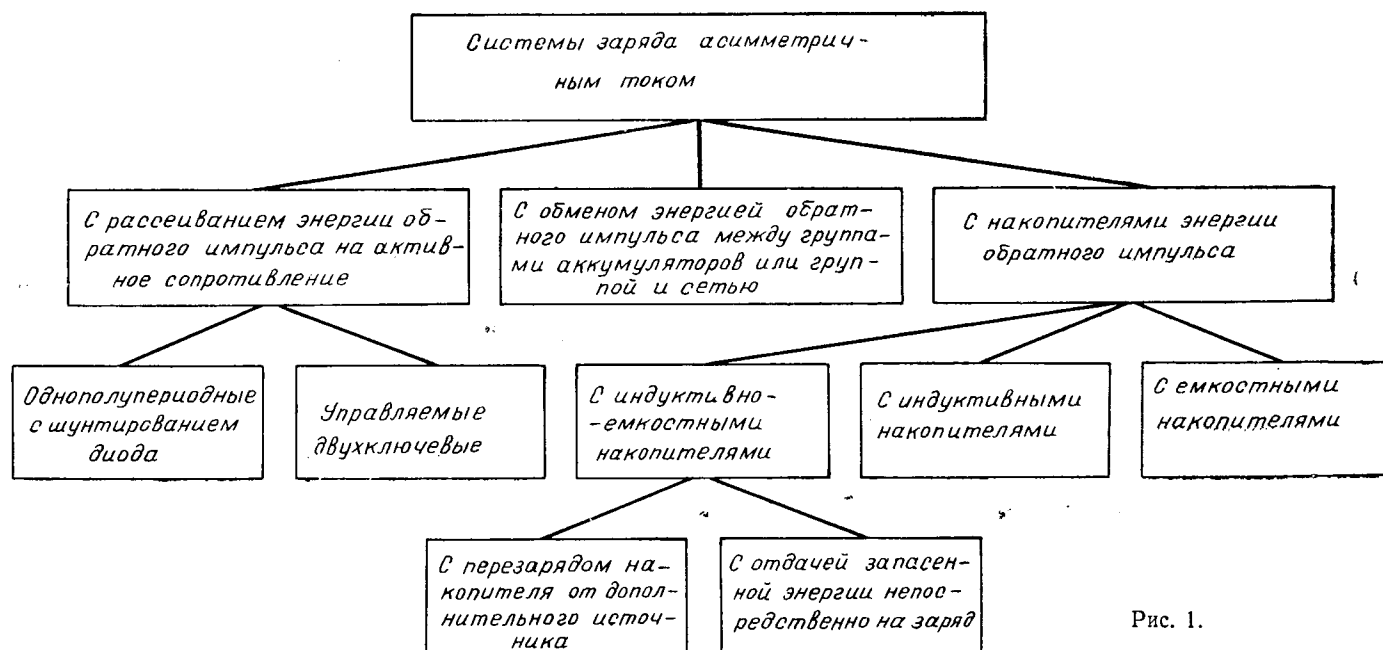 Системы заряда асимметрич-
ным током
С рассеиванием энергии об-
ратного импульса на актив-
ное сопротивление
С обменом энергией обрат-
ного импульса между группа-
ми аккумуляторов или груп-
пой и сетью
С накопителями энергии
обратного импульса
Однополупериодные
с шунтированием
диода
Управляемые
двухключевые
С индуктивно-
-емкостными
накопителями
С индуктивными
накопителями
С емкостными
накопителями
С перезарядом на-
копителя от допол-
нительного источ-
ника
С отдачей запасен-
ной энергии непос-
редственно на заряд
Рис. 1.